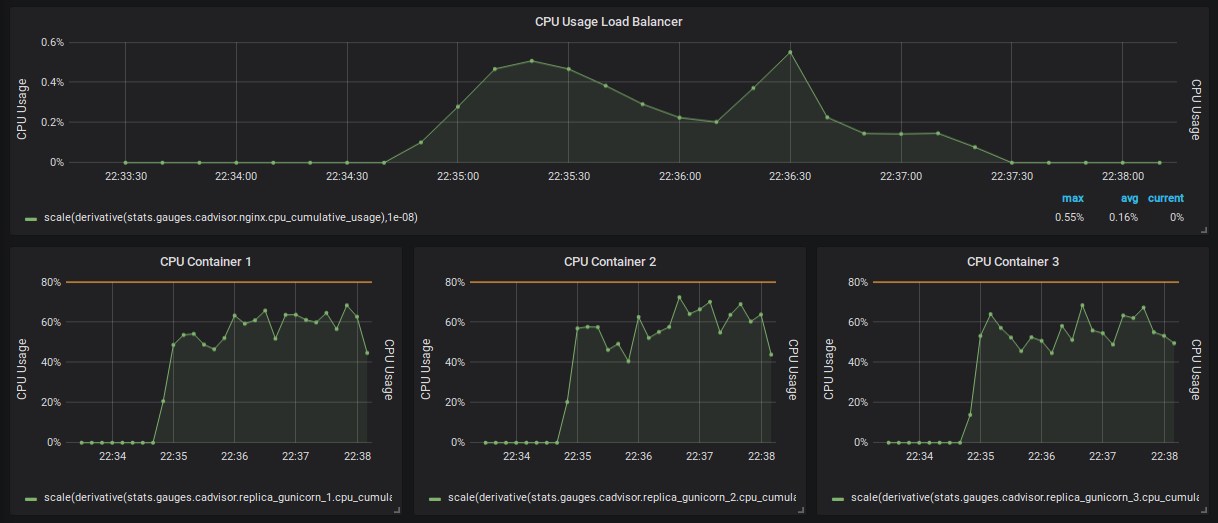 CPU Usage Load Balancer
0.6%
0.4%
0.2%
0%
CPU Usage
CPU Usage
22:33:30 22:34:00 22:34:30 22:35:00 22:35:30 22:36:00 22:36:30 22:37:00 22:37:30 22:38:00
max avg current
scale(derivative(stats.gauges.cadvisor.nginx.cpu_cumulative_usage),1e-08) 0.55% 0.16% 0%
CPU Container 1
80%
60%
40%
20%
0%
CPU Usage
CPU Usage
22:34 22:35 22:36 22:37 22:38
scale(derivative(stats.gauges.cadvisor.replica_gunicorn_1.cpu_cumula
CPU Container 2
80%
60%
40%
20%
0%
CPU Usage
CPU Usage
22:34 22:35 22:36 22:37 22:38
scale(derivative(stats.gauges.cadvisor.replica_gunicorn_2.cpu_cumula
CPU Container 3
80%
60%
40%
20%
0%
CPU Usage
CPU Usage
22:34 22:35 22:36 22:37 22:38
scale(derivative(stats.gauges.cadvisor.replica_gunicorn_3.cpu_cumula